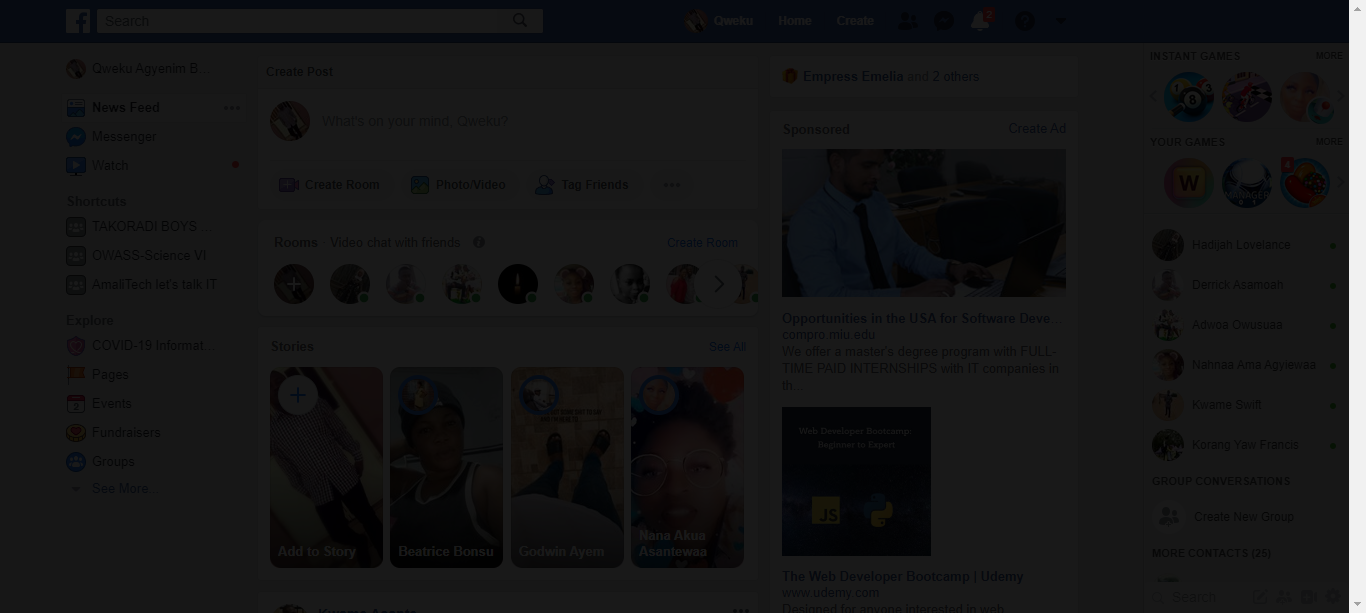 Search
Qweku
Home
Create
2
Qweku Agyenim B...
News Feed
Messenger
Watch
Shortcuts
TAKORADI BOYS ...
OWASS-Science VI
AmaliTech let's talk IT
Explore
COVID-19 Informat...
Pages
Events
Fundraisers
Groups
See More...
Create Post
What's on your mind, Qweku?
Create Room
Photo/Video
Tag Friends
Rooms
Video chat with friends
Create Room
Stories
See All
Add to Story
Beatrice Bonsu
Godwin Ayem
Nana Akua
Asantewaa
Empress Emelia and 2 others
Sponsored
Create Ad
Opportunities in the USA for Software Deve...
compro.miu.edu
We offer a master's degree program with FULL-
TIME PAID INTERNSHIPS with IT companies in
th...
Web Developer Bootcamp:
Beginner to Expert
JS
The Web Developer Bootcamp | Udemy
www.udemy.com
Designed for anyone interested in web
INSTANT GAMES
MORE
8
YOUR GAMES
MORE
W
4
Hadijah Lovelance
Derrick Asamoah
Adwoa Owusuaa
Nahnaa Ama Agyiewaa
Kwame Swift
Korang Yaw Francis
GROUP CONVERSATIONS
Create New Group
MORE CONTACTS (25)
Search